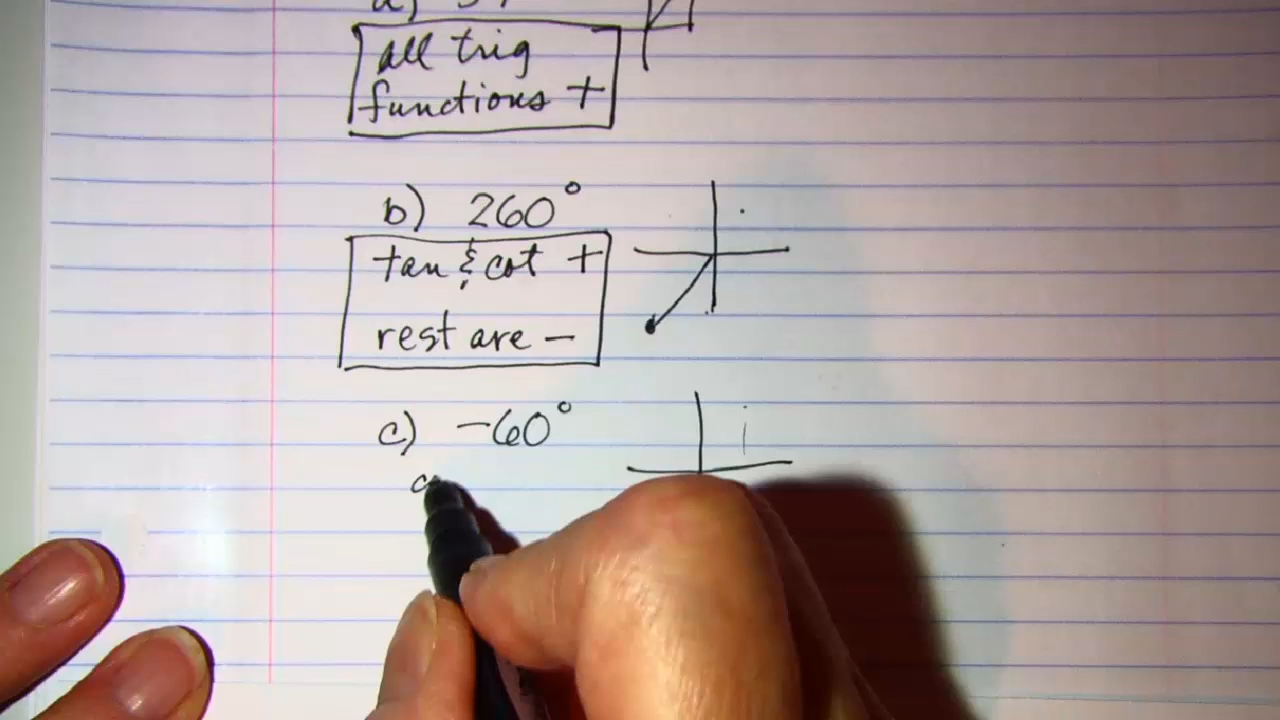 all trig
functions +
b) 260°
tan & cot +
rest are −
c) −60°